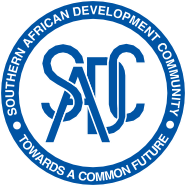 SOUTHERN AFRICAN DEVELOPMENT COMMUNITY
SADC
TOWARDS A COMMON FUTURE